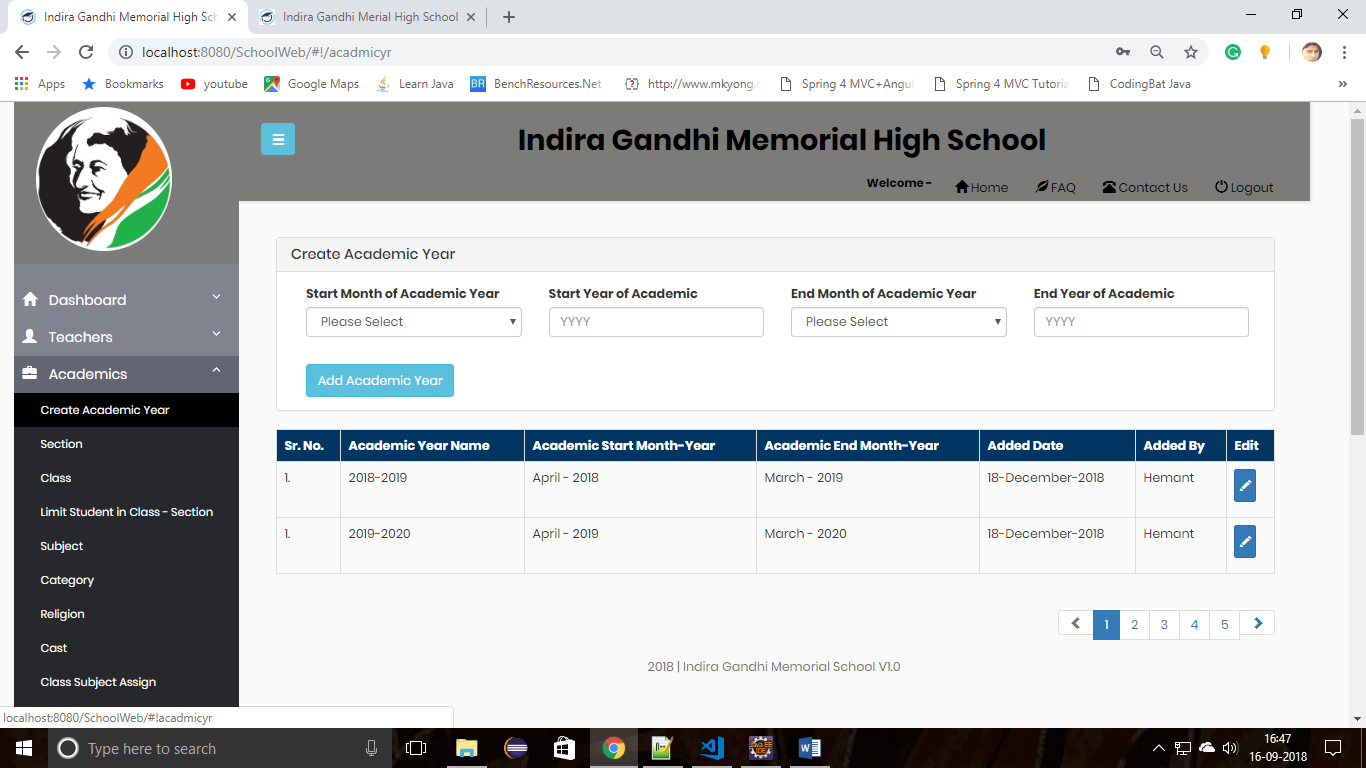 Indira Gandhi Memorial High Sch
Indira Gandhi Merial High School
localhost:8080/SchoolWeb/#!/acadmicyr
Apps Bookmarks youtube Google Maps Learn Java BR BenchResources.Net http://www.mkyong.c Spring 4 MVC+Angul Spring 4 MVC Tutoria CodingBat Java »
Indira Gandhi Memorial High School
Welcome - Home FAQ Contact Us Logout
Dashboard
Teachers
Academics
Create Academic Year
Section
Class
Limit Student in Class - Section
Subject
Category
Religion
Cast
Class Subject Assign
Create Academic Year
Start Month of Academic Year Start Year of Academic End Month of Academic Year End Year of Academic
Please Select YYYY Please Select YYYY
Add Academic Year
Sr. No. Academic Year Name Academic Start Month-Year Academic End Month-Year Added Date Added By Edit
1. 2018-2019 April - 2018 March - 2019 18-December-2018 Hemant
1. 2019-2020 April - 2019 March - 2020 18-December-2018 Hemant
1 2 3 4 5
2018 | Indira Gandhi Memorial School V1.0
localhost:8080/SchoolWeb/#!acadmicyr
Type here to search
16:47
16-09-2018